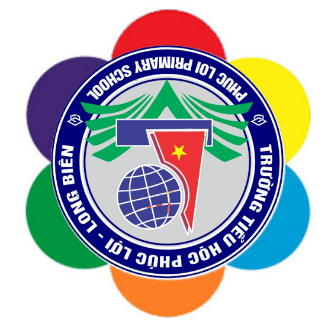 PHUC LOI PRIMARY SCHOOL
TRƯỜNG TIỂU HỌC PHÚC LỢI - LONG BIÊN